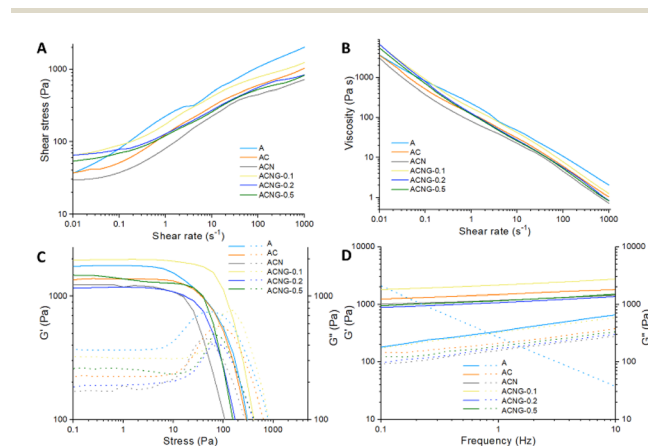 A
Shear stress (Pa)
1000
100
10
0.01 0.1 1 10 100 1000
Shear rate (s⁻¹)
A
AC
ACN
ACNG-0.1
ACNG-0.2
ACNG-0.5
B
Viscosity (Pa s)
1000
100
10
1
0.01 0.1 1 10 100 1000
Shear rate (s⁻¹)
A
AC
ACN
ACNG-0.1
ACNG-0.2
ACNG-0.5
C
G' (Pa)
1000
100
0.1 1 10 100 1000
Stress (Pa)
1000
100
G'' (Pa)
A
AC
ACN
ACNG-0.1
ACNG-0.2
ACNG-0.5
D
G' (Pa)
10000
1000
100
10
0.1 1 10
Frequency (Hz)
10000
1000
100
10
G'' (Pa)
A
AC
ACN
ACNG-0.1
ACNG-0.2
ACNG-0.5